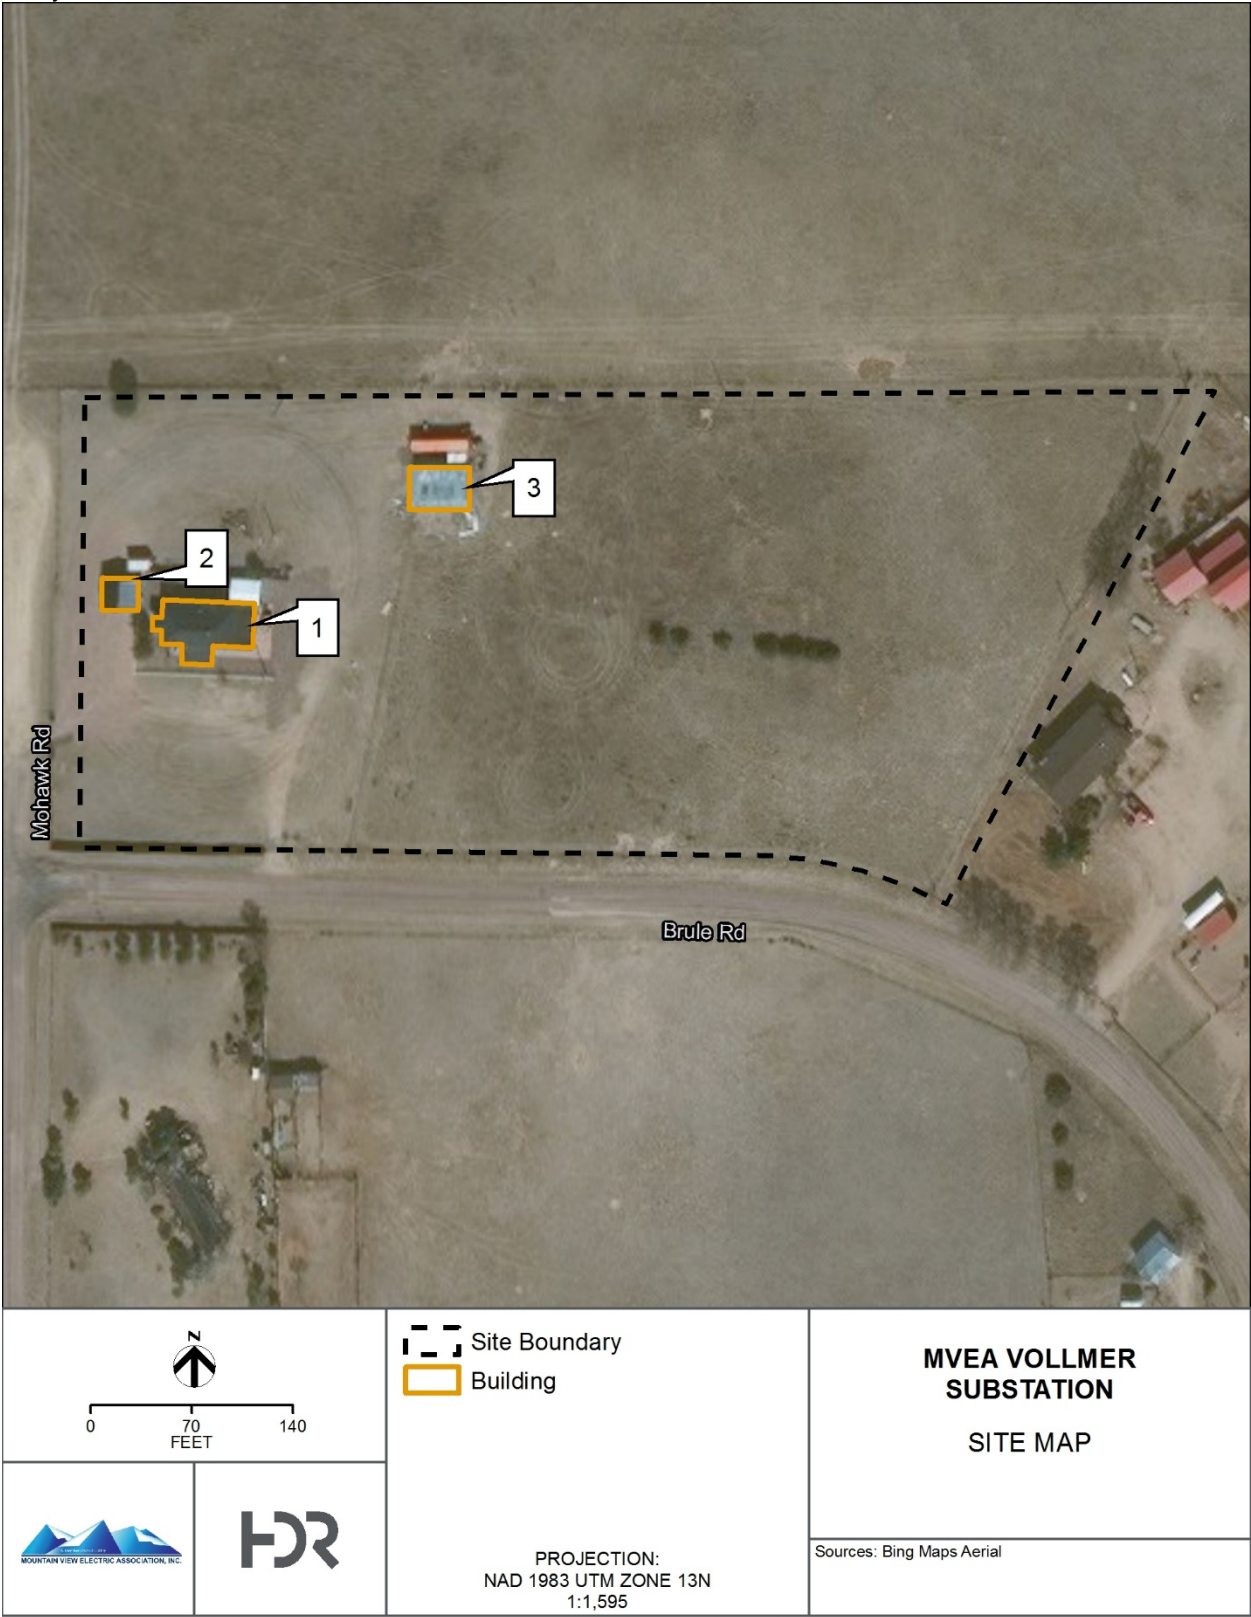 3
2
1
Mohawk Rd
Brule Rd
N
0 70 140
FEET
Site Boundary
Building
PROJECTION:
NAD 1983 UTM ZONE 13N
1:1,595
MVEA VOLLMER
SUBSTATION
SITE MAP
Sources: Bing Maps Aerial
MOUNTAIN VIEW ELECTRIC ASSOCIATION, INC.
HDR